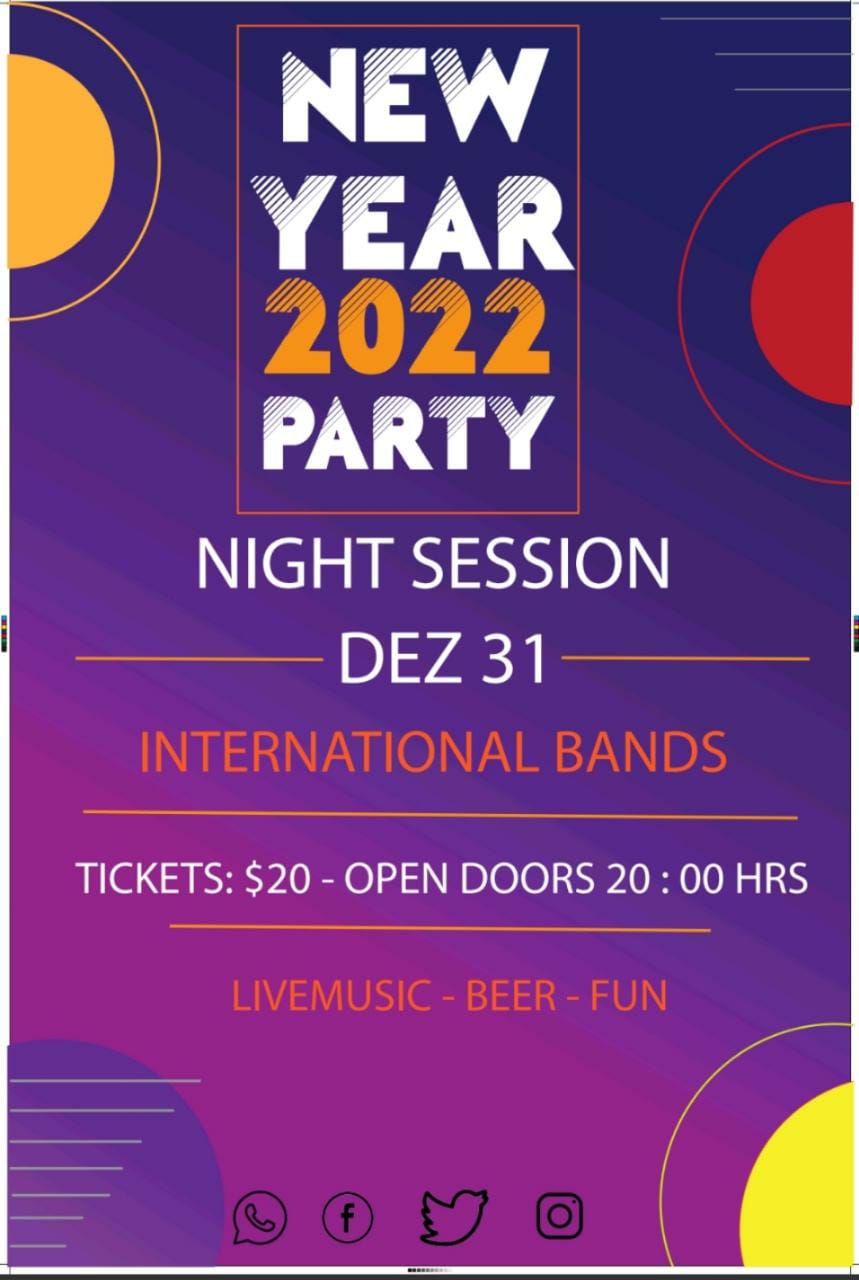 NEW
YEAR
2022
PARTY
NIGHT SESSION
DEZ 31
INTERNATIONAL BANDS
TICKETS: $20 - OPEN DOORS 20 : 00 HRS
LIVEMUSIC - BEER - FUN